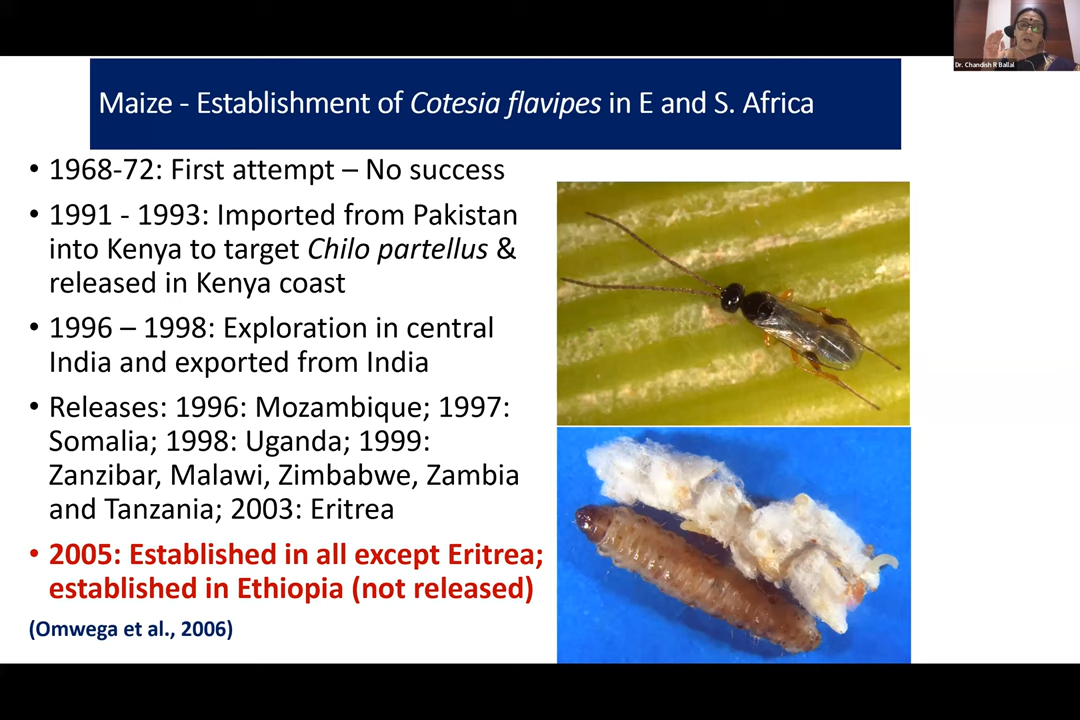 Dr. Chandish R Ballal
Maize - Establishment of Cotesia flavipes in E and S. Africa
• 1968-72: First attempt – No success
• 1991 - 1993: Imported from Pakistan
into Kenya to target Chilo partellus &
released in Kenya coast
• 1996 – 1998: Exploration in central
India and exported from India
• Releases: 1996: Mozambique; 1997:
Somalia; 1998: Uganda; 1999:
Zanzibar, Malawi, Zimbabwe, Zambia
and Tanzania; 2003: Eritrea
• 2005: Established in all except Eritrea;
established in Ethiopia (not released)
(Omwega et al., 2006)